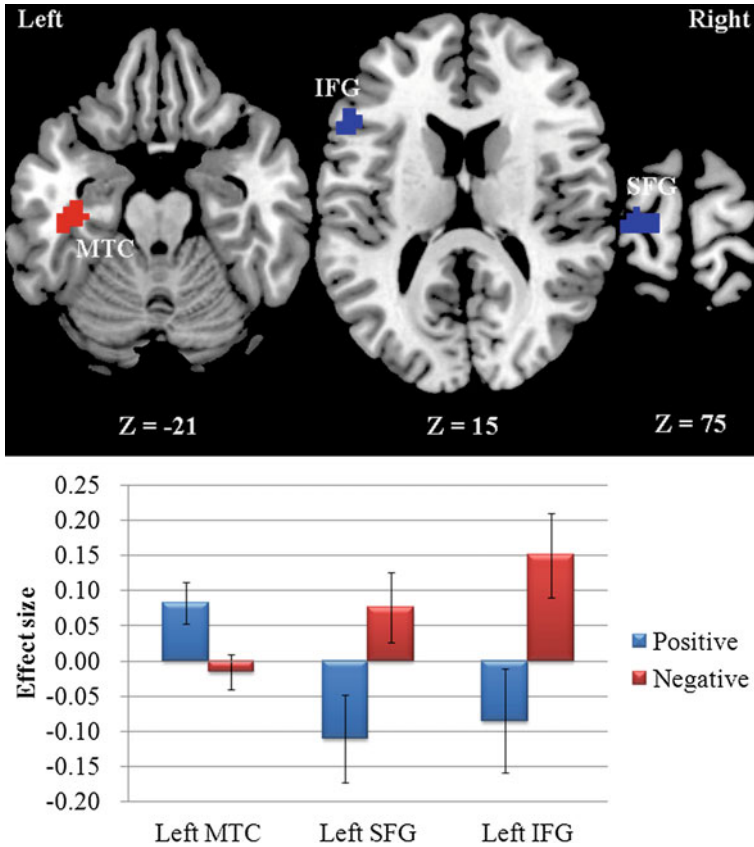 Left Right
IFG
SFG
MTC
Z = -21 Z = 15 Z = 75
0.25
0.20
0.15
0.10
0.05
0.00
-0.05
-0.10
-0.15
-0.20
Effect size
Positive
Negative
Left MTC Left SFG Left IFG